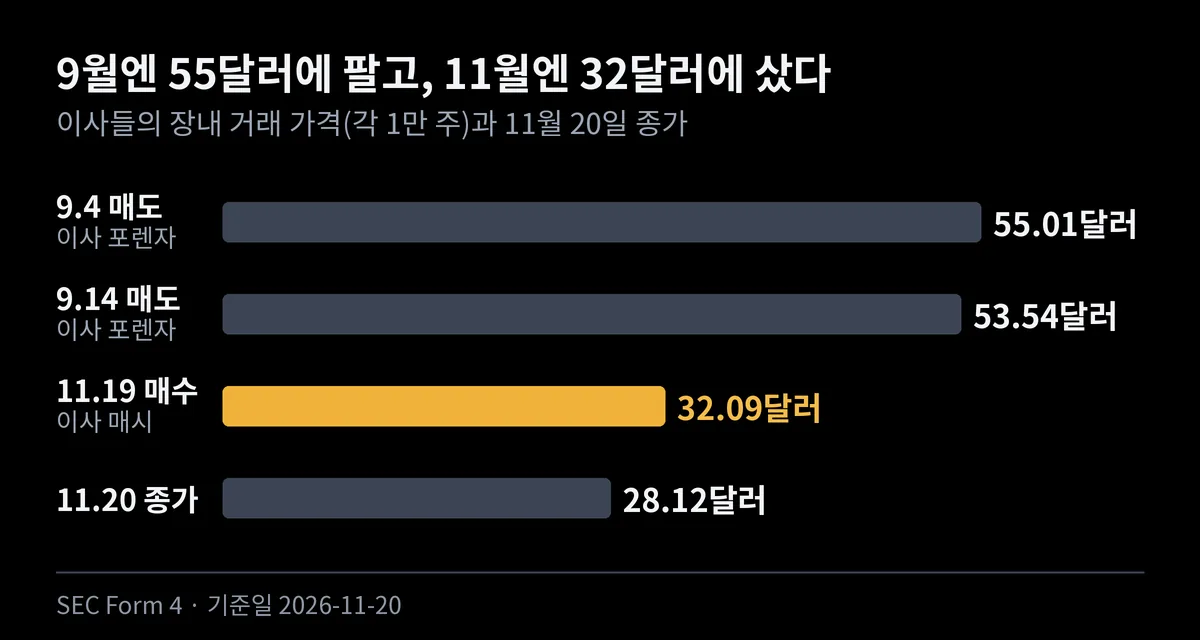 9월엔 55달러에 팔고, 11월엔 32달러에 샀다
이사들의 장내 거래 가격(각 1만 주)과 11월 20일 종가
9.4 매도
이사 포렌자
55.01달러
9.14 매도
이사 포렌자
53.54달러
11.19 매수
이사 매시
32.09달러
11.20 종가
28.12달러
SEC Form 4 · 기준일 2026-11-20